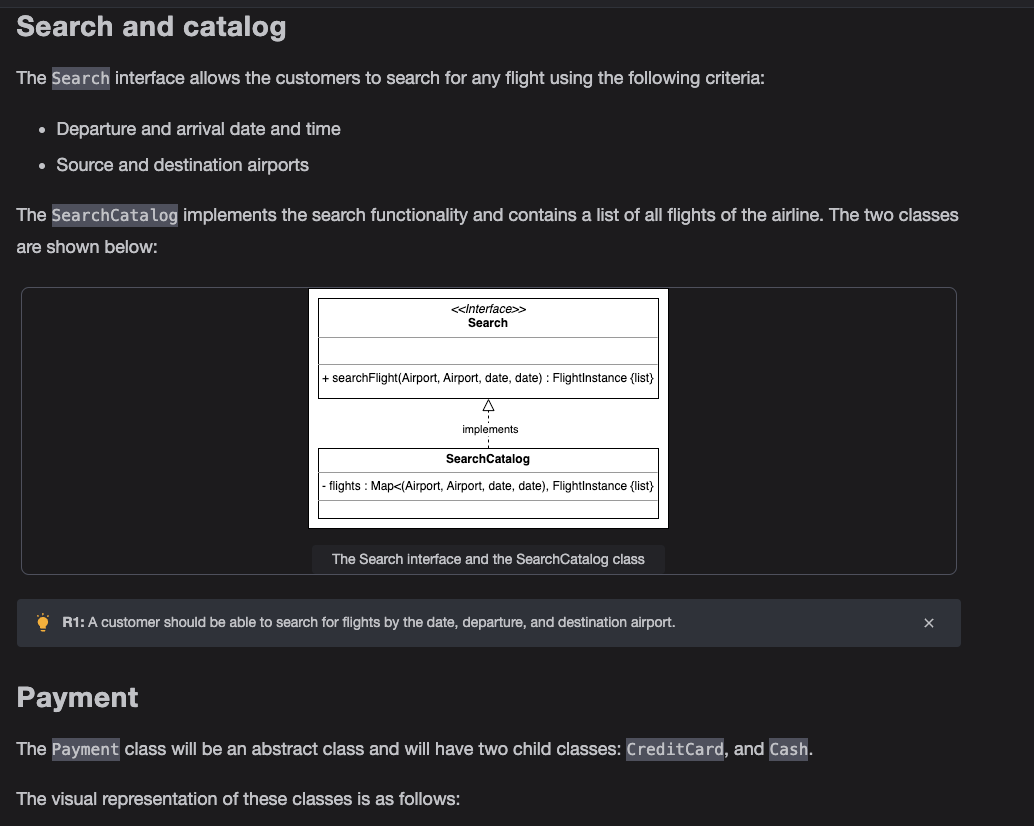 Search and catalog
The Search interface allows the customers to search for any flight using the following criteria:
• Departure and arrival date and time
• Source and destination airports
The SearchCatalog implements the search functionality and contains a list of all flights of the airline. The two classes
are shown below:
<<Interface>>
Search
+ searchFlight(Airport, Airport, date, date) : FlightInstance {list}
implements
SearchCatalog
- flights : Map<(Airport, Airport, date, date), FlightInstance {list}
The Search interface and the SearchCatalog class
R1: A customer should be able to search for flights by the date, departure, and destination airport.
Payment
The Payment class will be an abstract class and will have two child classes: CreditCard, and Cash.
The visual representation of these classes is as follows: